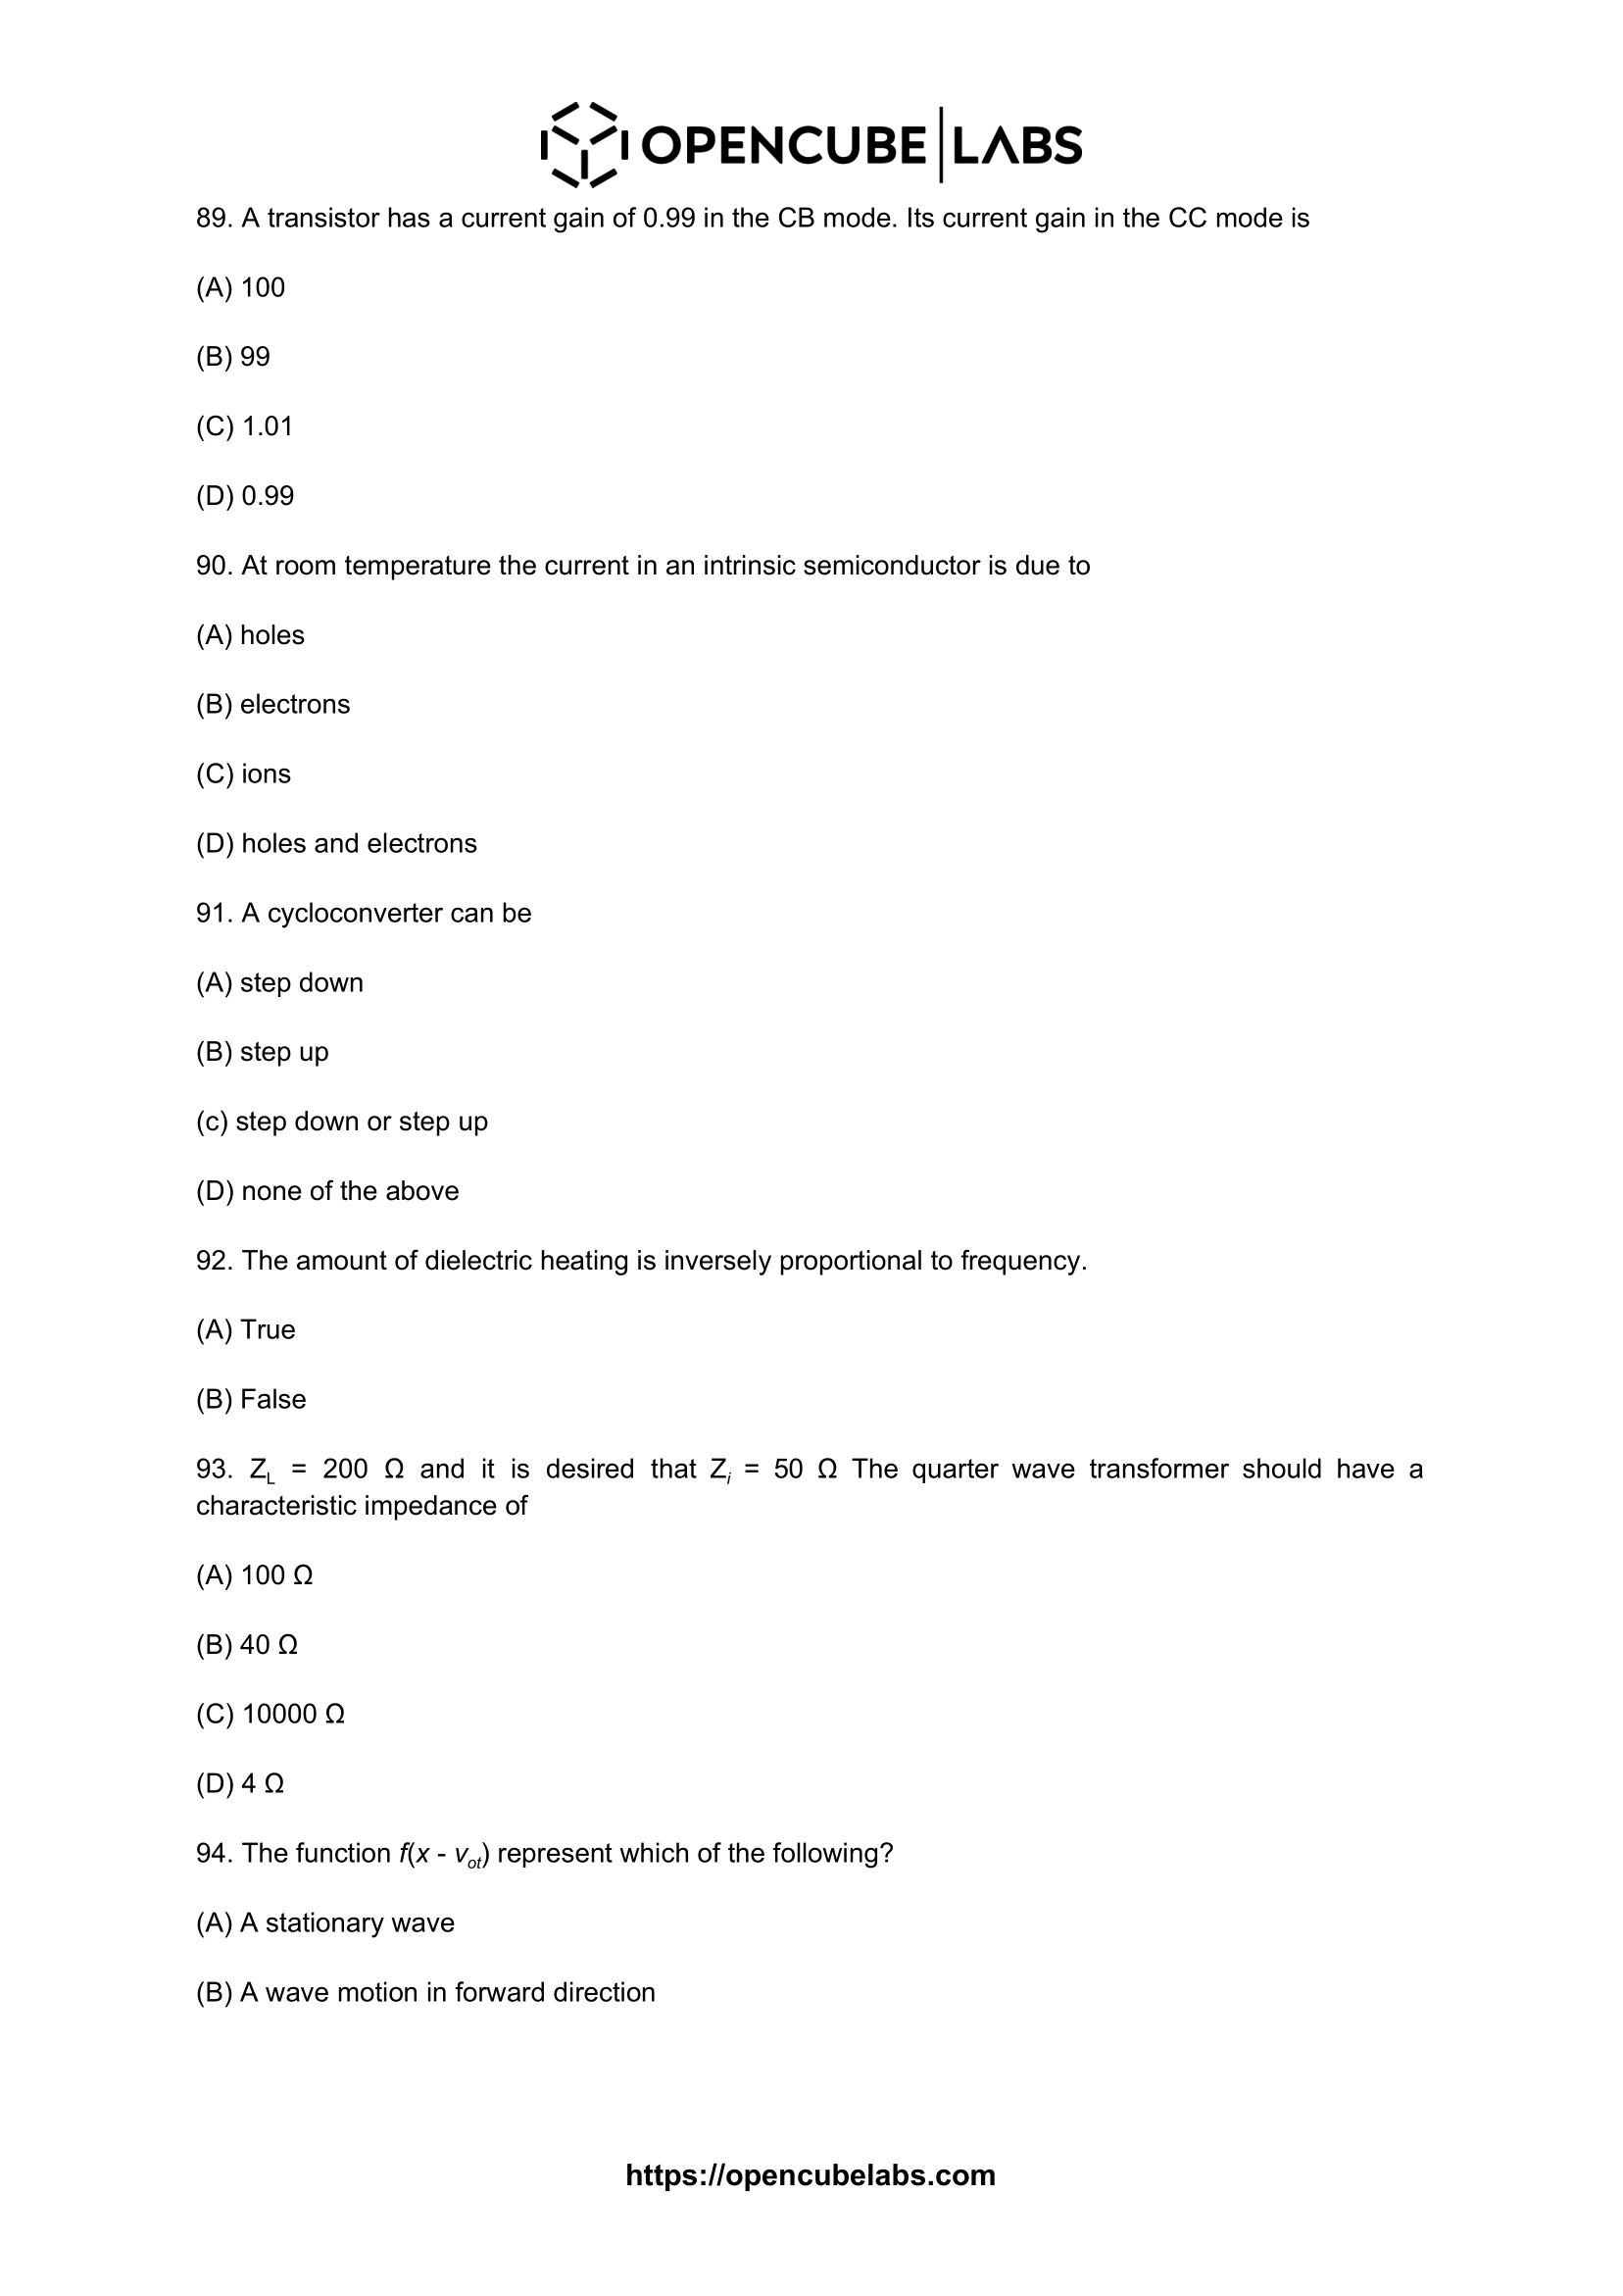 OPENCUBE LABS
89. A transistor has a current gain of 0.99 in the CB mode. Its current gain in the CC mode is
(A) 100
(B) 99
(C) 1.01
(D) 0.99
90. At room temperature the current in an intrinsic semiconductor is due to
(A) holes
(B) electrons
(C) ions
(D) holes and electrons
91. A cycloconverter can be
(A) step down
(B) step up
(c) step down or step up
(D) none of the above
92. The amount of dielectric heating is inversely proportional to frequency.
(A) True
(B) False
93. Z_L = 200 Ω and it is desired that Z_i = 50 Ω The quarter wave transformer should have a
characteristic impedance of
(A) 100 Ω
(B) 40 Ω
(C) 10000 Ω
(D) 4 Ω
94. The function f(x - v_ot) represent which of the following?
(A) A stationary wave
(B) A wave motion in forward direction
https://opencubelabs.com